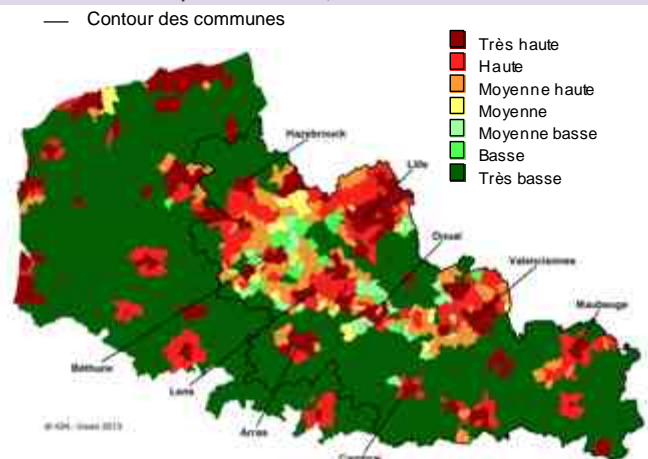 Contour des communes
Très haute
Haute
Moyenne haute
Moyenne
Moyenne basse
Basse
Très basse
Hazebrouck
Lille
Douai
Valenciennes
Maubeuge
Béthune
Lens
Arras